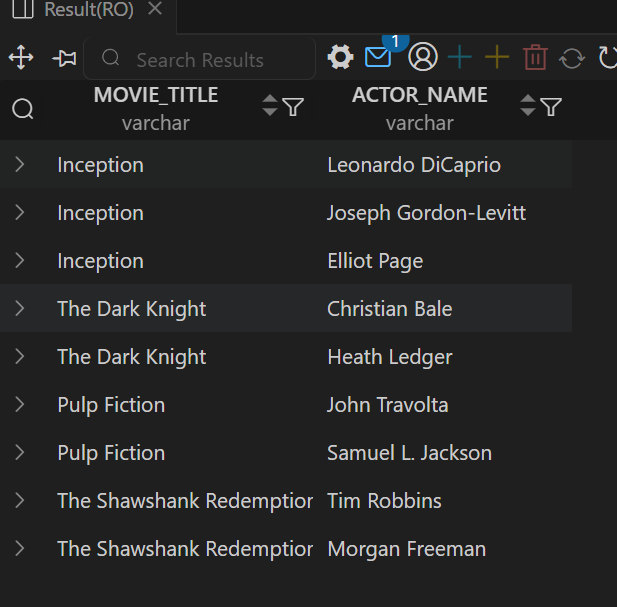 Result(RO)
Search Results
1
MOVIE_TITLE ACTOR_NAME
varchar varchar
Inception Leonardo DiCaprio
Inception Joseph Gordon-Levitt
Inception Elliot Page
The Dark Knight Christian Bale
The Dark Knight Heath Ledger
Pulp Fiction John Travolta
Pulp Fiction Samuel L. Jackson
The Shawshank Redemption Tim Robbins
The Shawshank Redemption Morgan Freeman